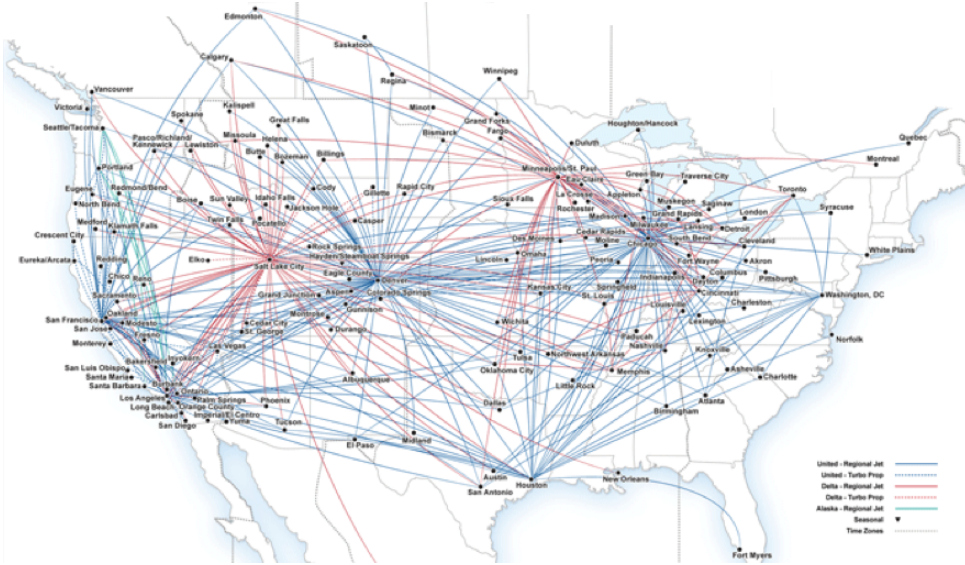 Edmonton
Saskatoon
Calgary
Regina
Winnipeg
Vancouver
Victoria
Kalispell
Minot
Grand Forks
Fargo
Houghton/Hancock
Quebec
Spokane
Seattle/Tacoma
Great Falls
Bismarck
Duluth
Pasco/Richland/
Kennewick
Lewiston
Missoula
Helena
Butte
Bozeman
Billings
Minneapolis/St. Paul
Eau Claire
Green Bay
Traverse City
Montreal
Portland
Eugene
Redmond/Bend
North Bend
Boise
Sun Valley
Idaho Falls
Jackson Hole
Cody
Gillette
Rapid City
Sioux Falls
La Crosse
Rochester
Appleton
Muskegon
Saginaw
Toronto
Medford
Klamath Falls
Twin Falls
Pocatello
Casper
Madison
Milwaukee
Grand Rapids
Lansing
London
Detroit
Syracuse
Crescent City
Rock Springs
Hayden/Steamboat Springs
Des Moines
Cedar Rapids
Moline
Chicago
South Bend
Cleveland
White Plains
Eureka/Arcata
Redding
Chico
Reno
Elko
Salt Lake City
Eagle County
Denver
Lincoln
Omaha
Peoria
Fort Wayne
Akron
Indianapolis
Dayton
Columbus
Pittsburgh
Sacramento
Grand Junction
Aspen
Colorado Springs
Gunnison
Kansas City
Springfield
St. Louis
Cincinnati
Charleston
Washington, DC
San Francisco
Oakland
San Jose
Modesto
Montrose
Louisville
Lexington
Fresno
Cedar City
St. George
Durango
Wichita
Paducah
Nashville
Norfolk
Monterey
Las Vegas
Inyokern
Bakersfield
Tulsa
Northwest Arkansas
Knoxville
San Luis Obispo
Santa Maria
Santa Barbara
Burbank
Ontario
Albuquerque
Oklahoma City
Little Rock
Memphis
Asheville
Charlotte
Los Angeles
Palm Springs
Long Beach
Orange County
Phoenix
Dallas
Atlanta
Birmingham
Carlsbad
Imperial/El Centro
San Diego
Yuma
Tucson
El Paso
Midland
Austin
San Antonio
Houston
New Orleans
Fort Myers
United - Regional Jet
United - Turbo Prop
Delta - Regional Jet
Delta - Turbo Prop
Alaska - Regional Jet
Seasonal
Time Zones